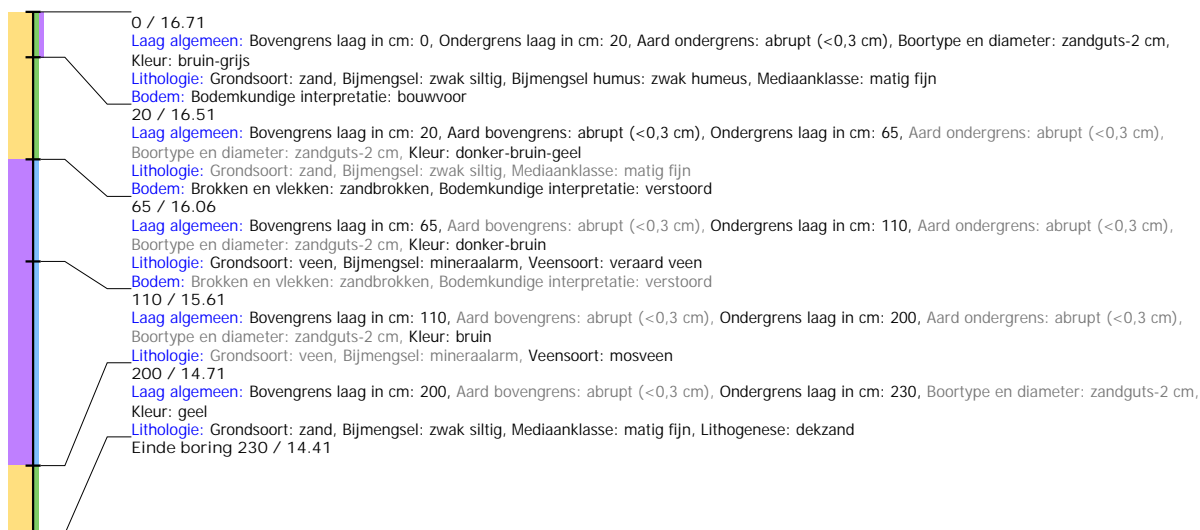 0 / 16.71
Laag algemeen: Bovengrens laag in cm: 0, Ondergrens laag in cm: 20, Aard ondergrens: abrupt (<0,3 cm), Boortype en diameter: zandguts-2 cm,
Kleur: bruin-grijs
Lithologie: Grondsoort: zand, Bijmengsel: zwak siltig, Bijmengsel humus: zwak humeus, Mediaanklasse: matig fijn
Bodem: Bodemkundige interpretatie: bouwvoor
20 / 16.51
Laag algemeen: Bovengrens laag in cm: 20, Aard bovengrens: abrupt (<0,3 cm), Ondergrens laag in cm: 65, Aard ondergrens: abrupt (<0,3 cm),
Boortype en diameter: zandguts-2 cm, Kleur: donker-bruin-geel
Lithologie: Grondsoort: zand, Bijmengsel: zwak siltig, Mediaanklasse: matig fijn
Bodem: Brokken en vlekken: zandbrokken, Bodemkundige interpretatie: verstoord
65 / 16.06
Laag algemeen: Bovengrens laag in cm: 65, Aard bovengrens: abrupt (<0,3 cm), Ondergrens laag in cm: 110, Aard ondergrens: abrupt (<0,3 cm),
Boortype en diameter: zandguts-2 cm, Kleur: donker-bruin
Lithologie: Grondsoort: veen, Bijmengsel: mineraalarm, Veensoort: veraard veen
Bodem: Brokken en vlekken: zandbrokken, Bodemkundige interpretatie: verstoord
110 / 15.61
Laag algemeen: Bovengrens laag in cm: 110, Aard bovengrens: abrupt (<0,3 cm), Ondergrens laag in cm: 200, Aard ondergrens: abrupt (<0,3 cm),
Boortype en diameter: zandguts-2 cm, Kleur: bruin
Lithologie: Grondsoort: veen, Bijmengsel: mineraalarm, Veensoort: mosveen
200 / 14.71
Laag algemeen: Bovengrens laag in cm: 200, Aard bovengrens: abrupt (<0,3 cm), Ondergrens laag in cm: 230, Boortype en diameter: zandguts-2 cm,
Kleur: geel
Lithologie: Grondsoort: zand, Bijmengsel: zwak siltig, Mediaanklasse: matig fijn, Lithogenese: dekzand
Einde boring 230 / 14.41